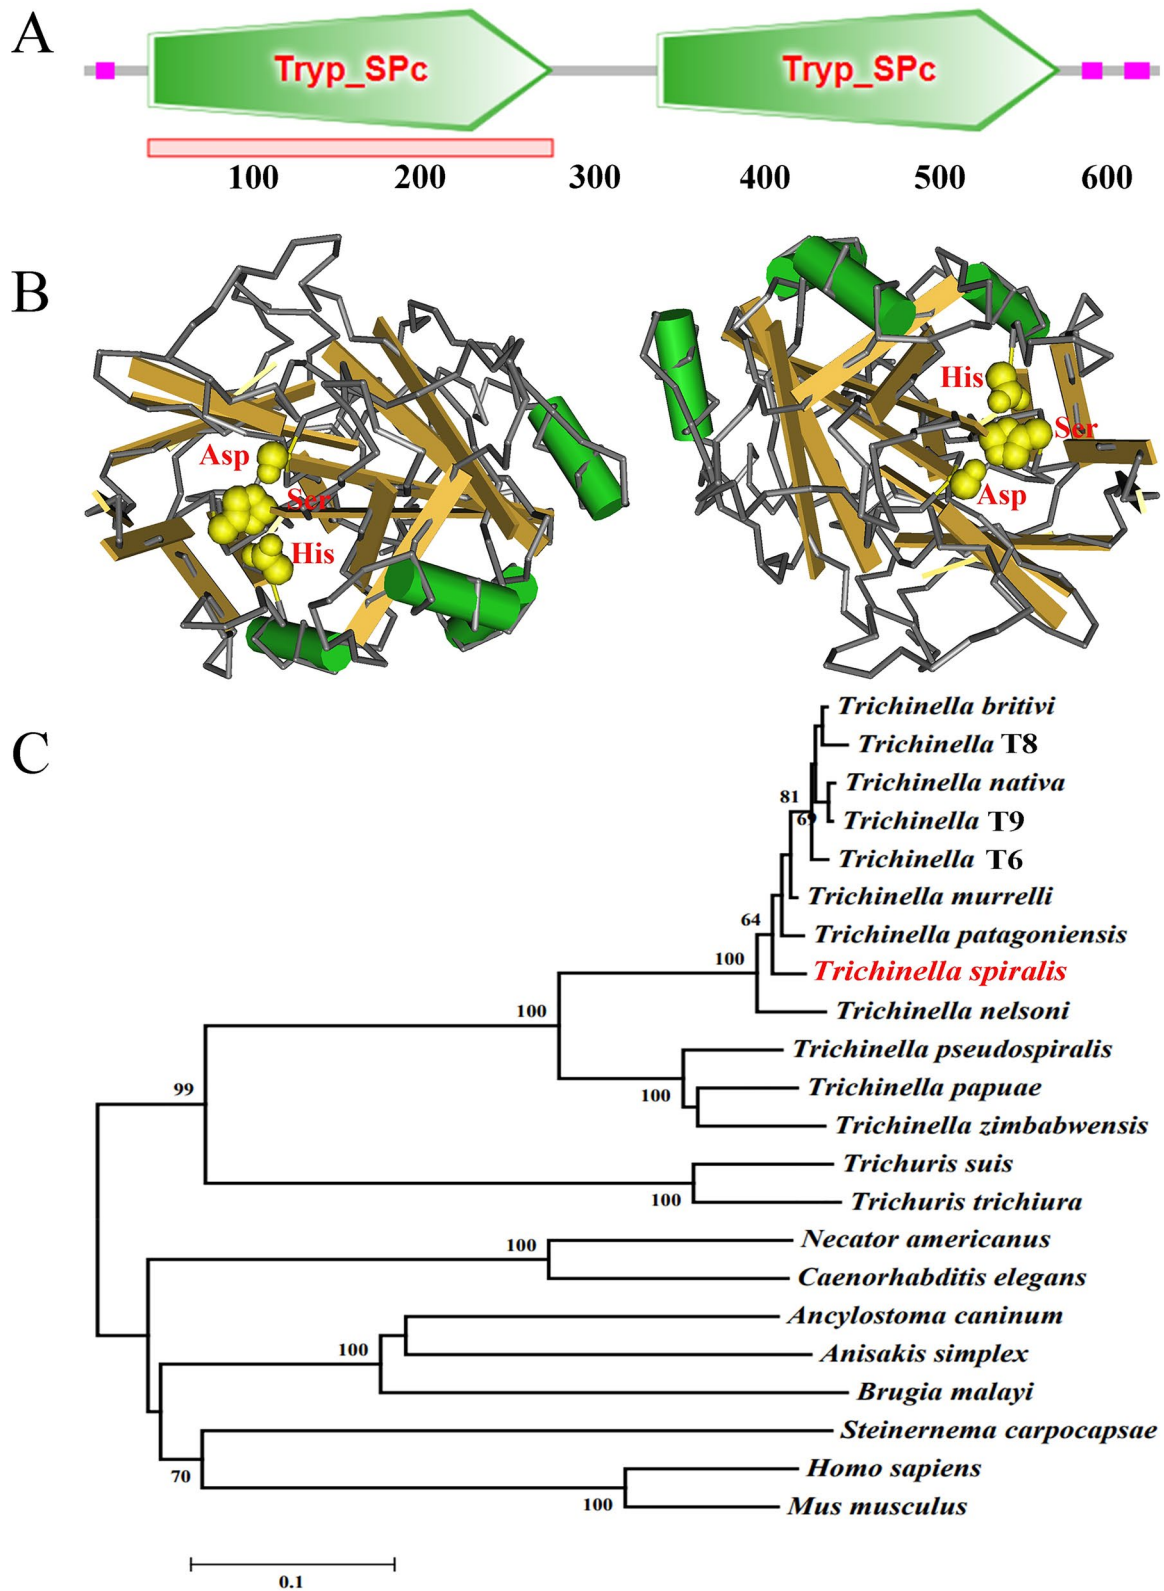 A
Tryp_SPc Tryp_SPc
100 200 300 400 500 600
B
Asp
Ser
His
His
Ser
Asp
C
Trichinella britivi
Trichinella T8
Trichinella nativa
81
69
Trichinella T9
Trichinella T6
Trichinella murrelli
64
Trichinella patagoniensis
100
Trichinella spiralis
100
Trichinella nelsoni
Trichinella pseudospiralis
99
100
Trichinella papuae
Trichinella zimbabwensis
Trichuris suis
100
Trichuris trichiura
100
Necator americanus
Caenorhabditis elegans
Ancylostoma caninum
100
Anisakis simplex
Brugia malayi
Steinernema carpocapsae
70
Homo sapiens
100
Mus musculus
0.1